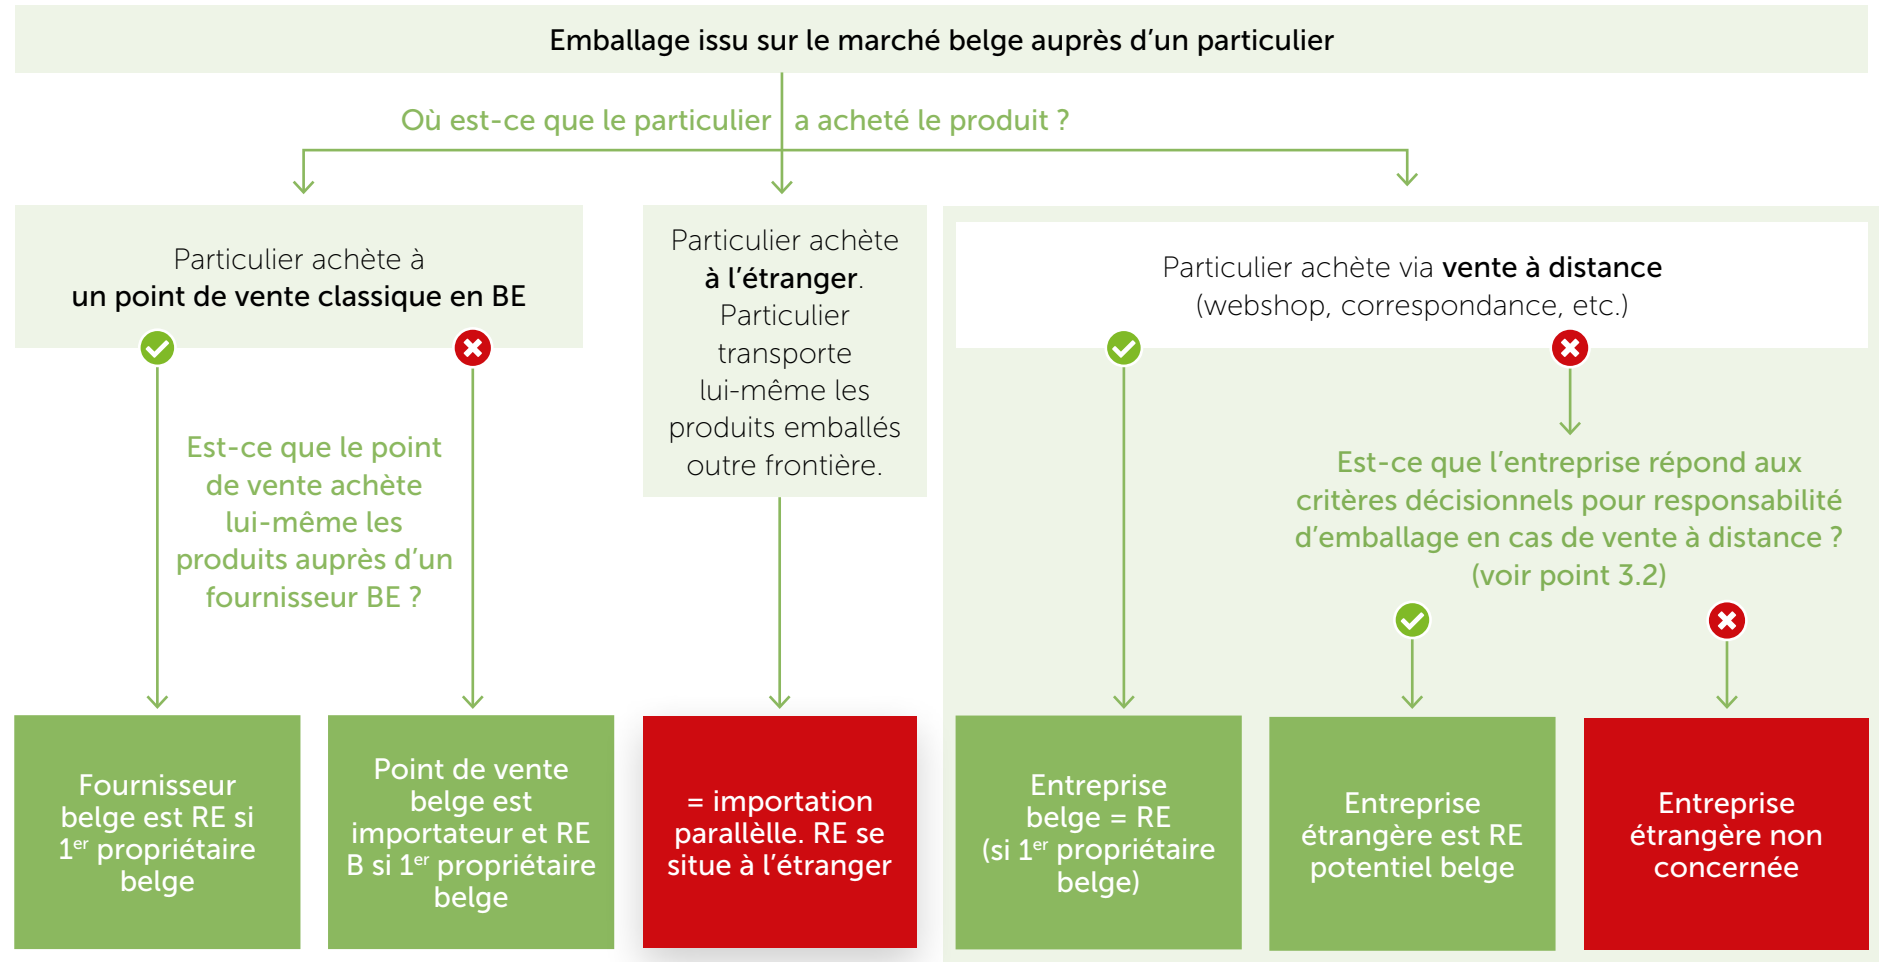 Emballage issu sur le marché belge auprès d’un particulier
Où est-ce que le particulier a acheté le produit ?
Particulier achète à
un point de vente classique en BE
Est-ce que le point
de vente achète
lui-même les
produits auprès d’un
fournisseur BE ?
Particulier achète
à l’étranger.
Particulier
transporte
lui-même les
produits emballés
outre frontière.
Particulier achète via vente à distance
(webshop, correspondance, etc.)
Est-ce que l’entreprise répond aux
critères décisionnels pour responsabilité
d’emballage en cas de vente à distance ?
(voir point 3.2)
Fournisseur
belge est RE si
1er propriétaire
belge
Point de vente
belge est
importateur et RE
B si 1er propriétaire
belge
= importation
parallèlle. RE se
situe à l’étranger
Entreprise
belge = RE
(si 1er propriétaire
belge)
Entreprise
étrangère est RE
potentiel belge
Entreprise
étrangère non
concernée